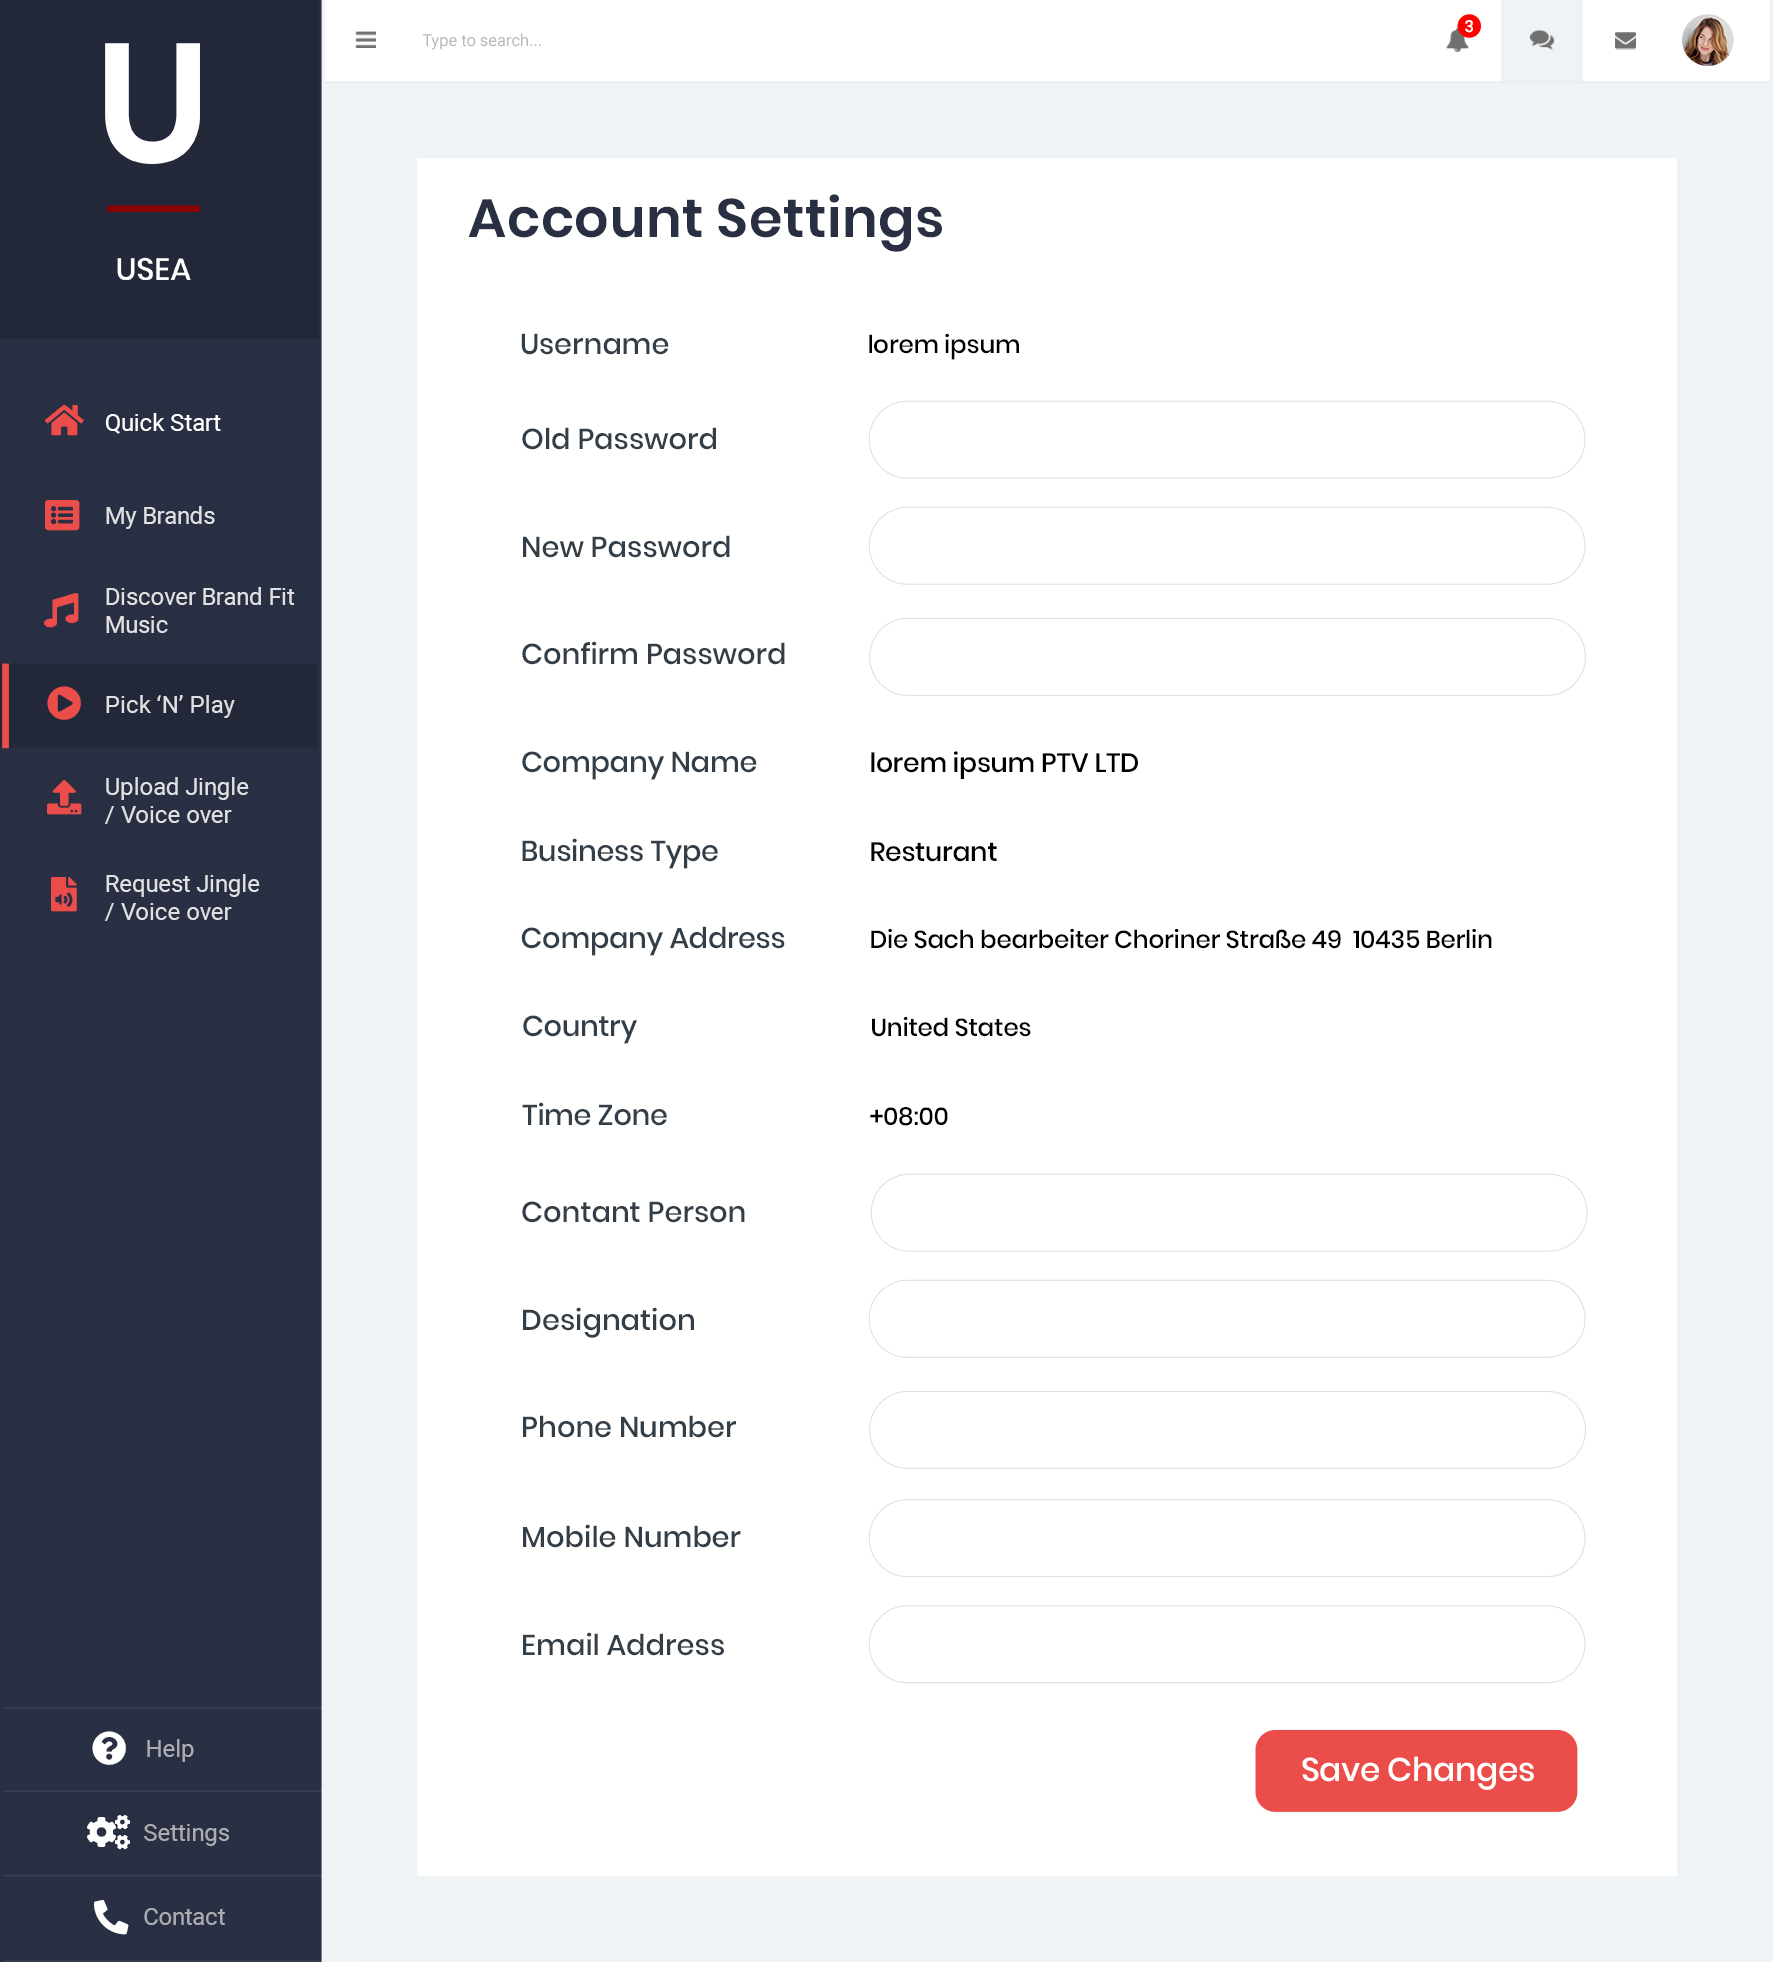 U
USEA
Quick Start
My Brands
Discover Brand Fit
Music
Pick ‘N’ Play
Upload Jingle
/ Voice over
Request Jingle
/ Voice over
Help
Settings
Contact
Type to search...
3
Account Settings
Username lorem ipsum
Old Password
New Password
Confirm Password
Company Name lorem ipsum PTV LTD
Business Type Resturant
Company Address Die Sach bearbeiter Choriner Straße 49 10435 Berlin
Country United States
Time Zone +08:00
Contant Person
Designation
Phone Number
Mobile Number
Email Address
Save Changes